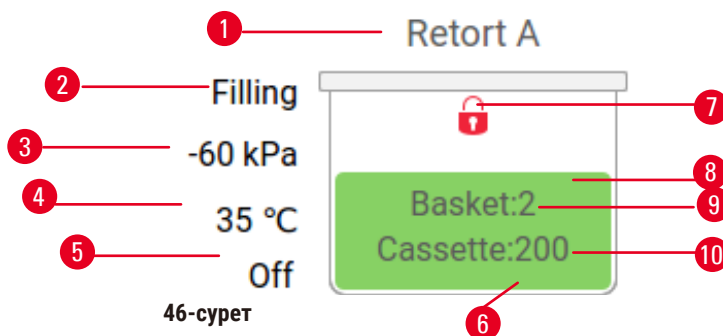 1 Retort A
2 Filling
3 -60 kPa
4 35 °C
5 Off
7
8
Basket:2 9
Cassette:200 10
6
46-сурет